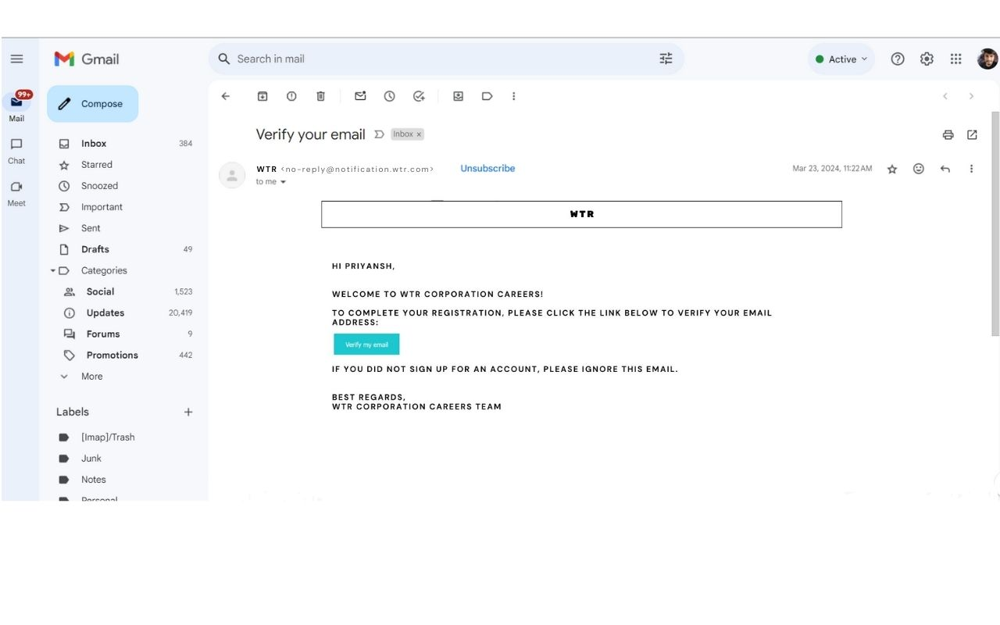 Gmail
Search in mail
Active
99+
Mail
Chat
Meet
Compose
Inbox 384
Starred
Snoozed
Important
Sent
Drafts 49
Categories
Social 1,523
Updates 20,419
Forums 9
Promotions 442
More
Labels
[Imap]/Trash
Junk
Notes
Personal
Verify your email Inbox ×
WTR <no-reply@notification.wtr.com> Unsubscribe Mar 23, 2024, 11:22 AM
to me
WTR
HI PRIYANSH,
WELCOME TO WTR CORPORATION CAREERS!
TO COMPLETE YOUR REGISTRATION, PLEASE CLICK THE LINK BELOW TO VERIFY YOUR EMAIL
ADDRESS:
Verify my email
IF YOU DID NOT SIGN UP FOR AN ACCOUNT, PLEASE IGNORE THIS EMAIL.
BEST REGARDS,
WTR CORPORATION CAREERS TEAM